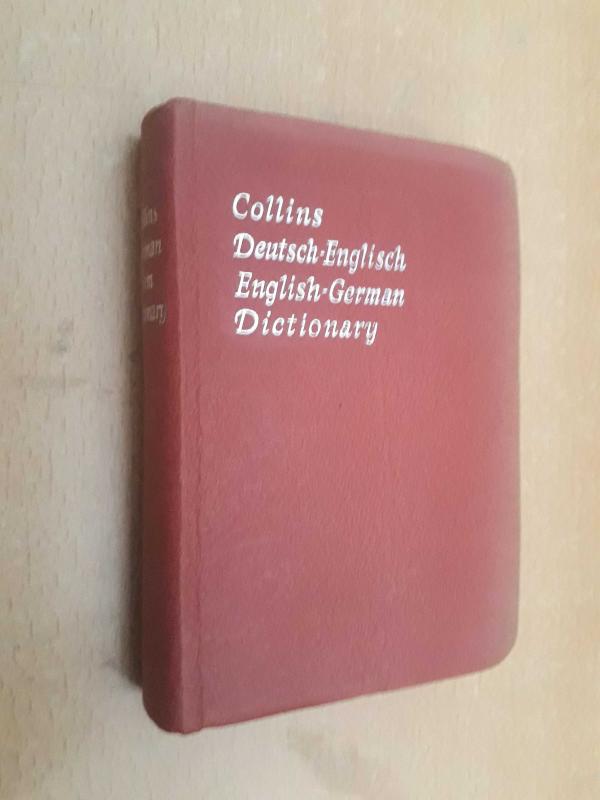 Collins
Deutsch-Englisch
English-German
Dictionary